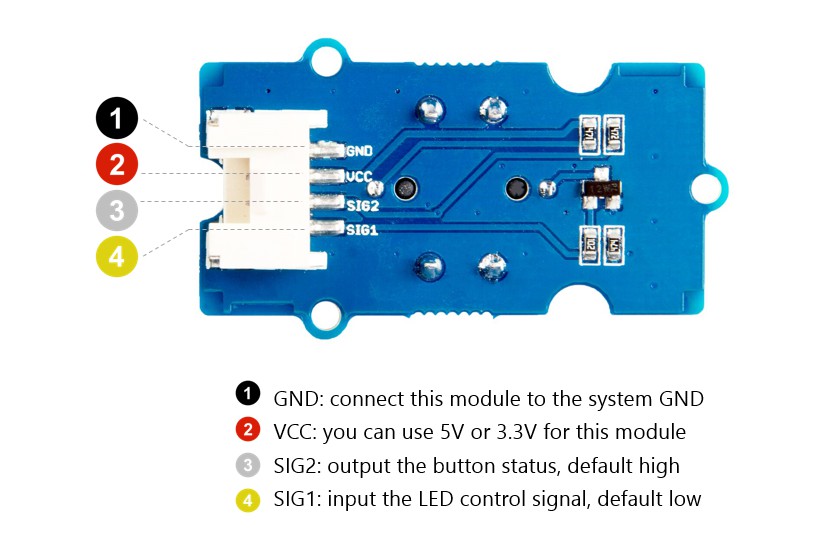 1
GND
2
VCC
3
SIG2
4
SIG1
1 GND: connect this module to the system GND
2 VCC: you can use 5V or 3.3V for this module
3 SIG2: output the button status, default high
4 SIG1: input the LED control signal, default low